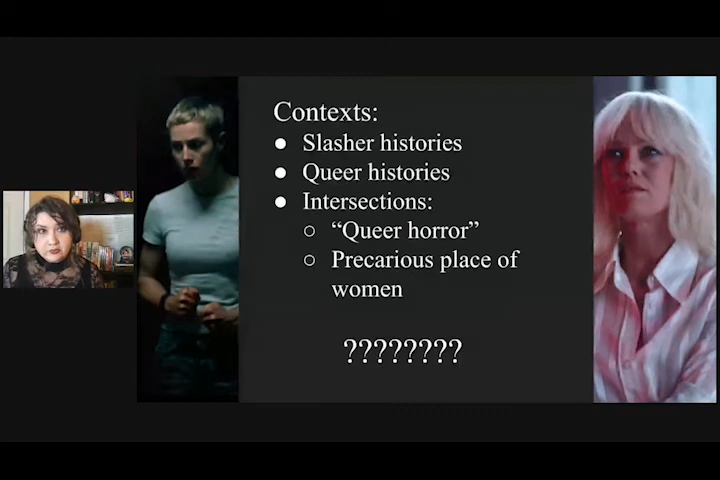 Contexts:
● Slasher histories
● Queer histories
● Intersections:
○ “Queer horror”
○ Precarious place of
women
????????